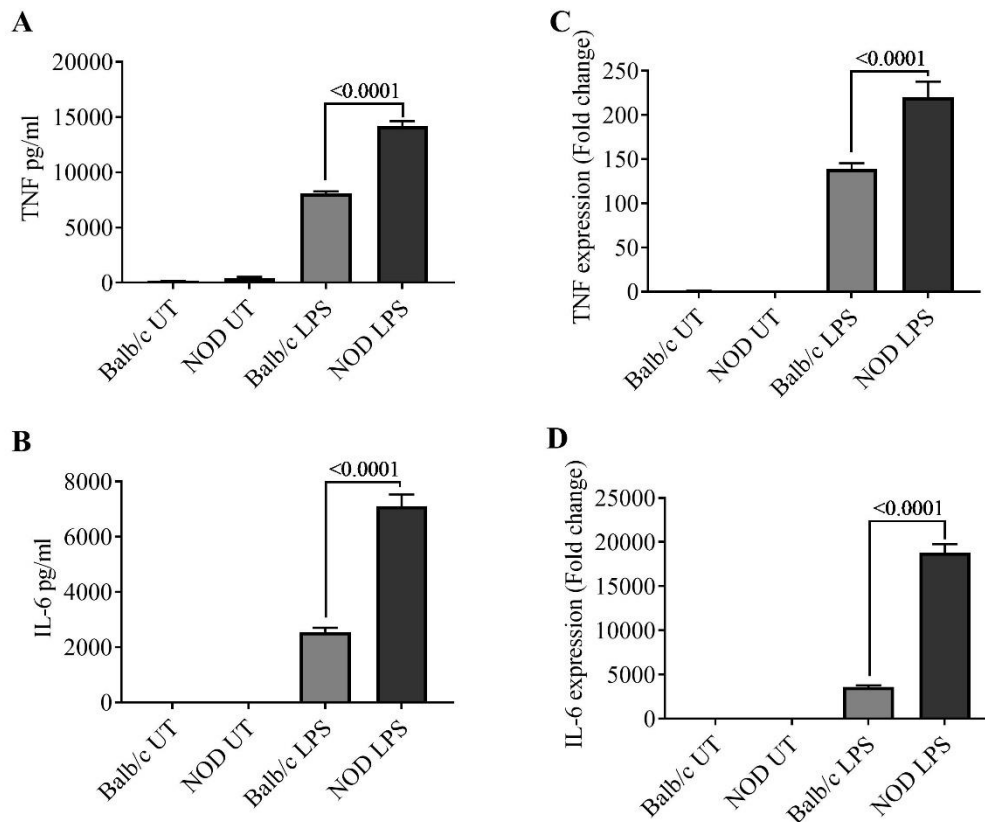 A
TNF pg/ml
20000
15000
10000
5000
0
<0.0001
Balb/c UT
NOD UT
Balb/c LPS
NOD LPS
C
TNF expression (Fold change)
250
200
150
100
50
0
<0.0001
Balb/c UT
NOD UT
Balb/c LPS
NOD LPS
B
IL-6 pg/ml
8000
6000
4000
2000
0
<0.0001
Balb/c UT
NOD UT
Balb/c LPS
NOD LPS
D
IL-6 expression (Fold change)
25000
20000
15000
10000
5000
0
<0.0001
Balb/c UT
NOD UT
Balb/c LPS
NOD LPS